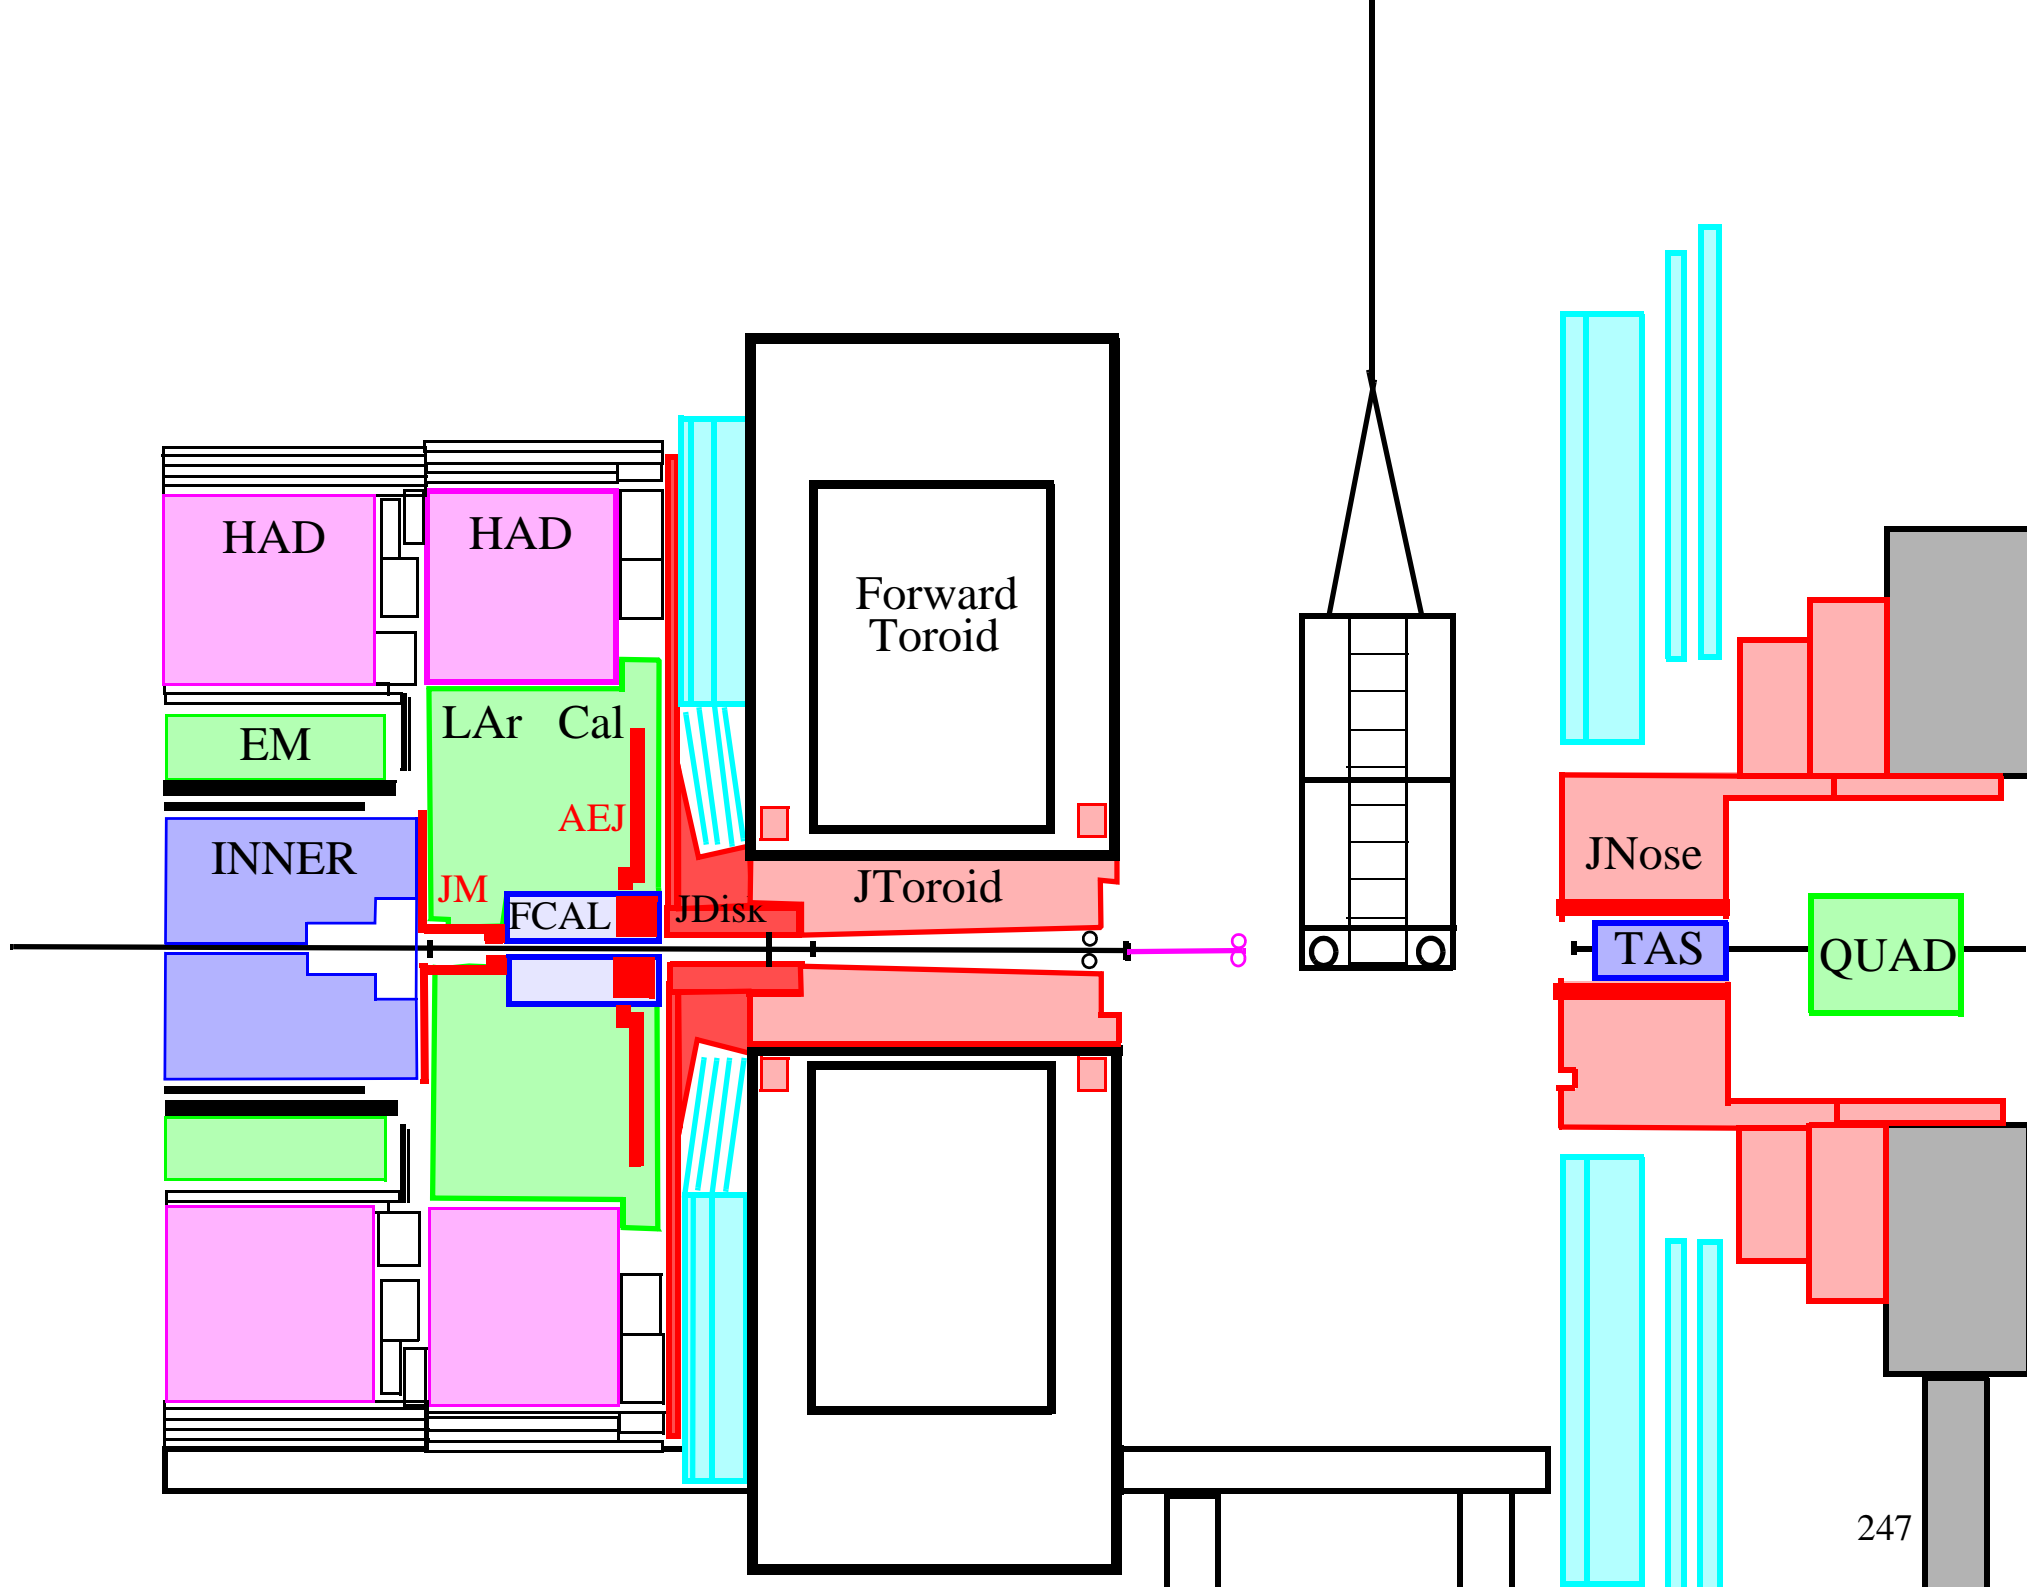 HAD
HAD
Forward
Toroid
LAr Cal
EM
AEJ
INNER
JM
FCAL
JDisk
JToroid
JNose
TAS
QUAD
247